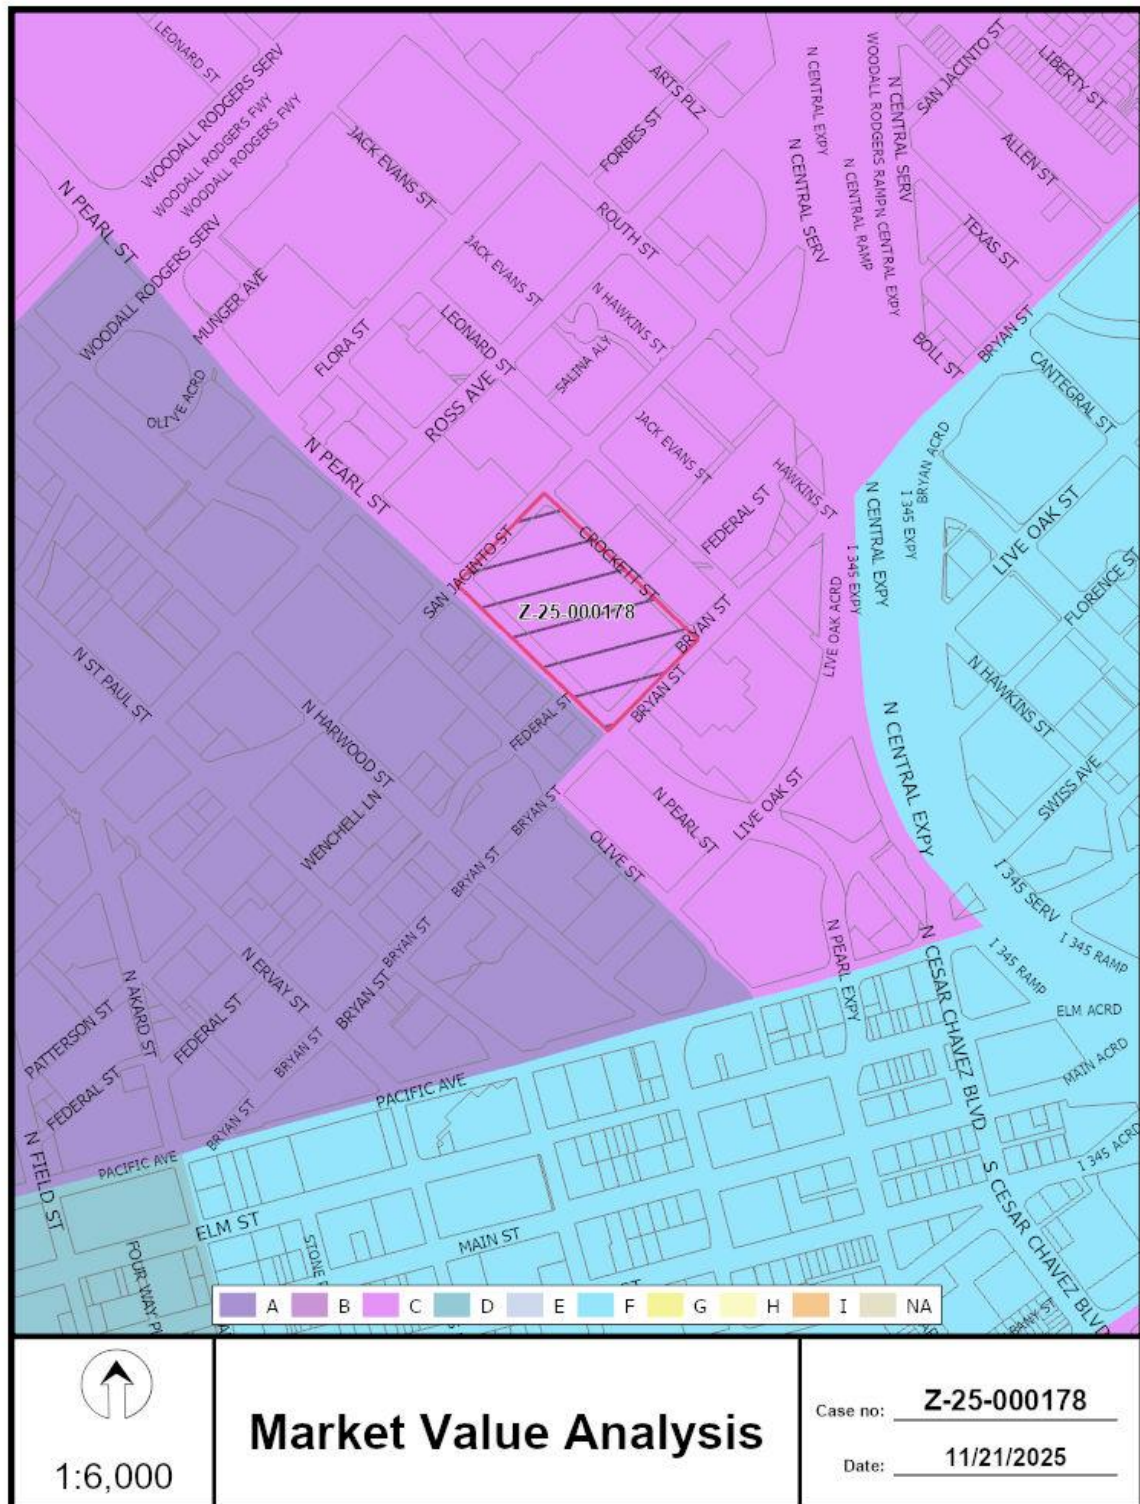 LEONARD ST
WOODALL RODGERS SERV
WOODALL RODGERS FWY
WOODALL RODGERS FWY
JACK EVANS ST
ARTS PLZ
FORBES ST
N CENTRAL EXPY
WOODALL RODGERS RAMP
N CENTRAL EXPY
N CENTRAL SERV
SAN JACINTO ST
LIBERTY ST
ALLEN ST
N CENTRAL SERV
N CENTRAL RAMP
N PEARL ST
WOODALL RODGERS SERV
MUNGER AVE
ROUTH ST
JACK EVANS ST
TEXAS ST
N HAWKINS ST
LEONARD ST
FLORA ST
SALINA ALY
BOLL ST
BRYAN ST
CANTEGRAL ST
OLIVE ACRD
ROSS AVE
N PEARL ST
JACK EVANS ST
HAWKINS ST
BRYAN ACRD
I 345 EXPY
N CENTRAL EXPY
LIVE OAK ST
FEDERAL ST
CROCKETT ST
SAN JACINTO ST
I 345 EXPY
LIVE OAK ACRD
FLORENCE ST
Z-25-000178
BRYAN ST
BRYAN ST
N ST PAUL ST
N HARWOOD ST
FEDERAL ST
N HAWKINS ST
N CENTRAL EXPY
SWISS AVE
WENCHELL LN
BRYAN ST
N PEARL ST
LIVE OAK ST
OLIVE ST
BRYAN ST
I 345 SERV
I 345 RAMP
I 345 RAMP
BRYAN ST
N ERVAY ST
BRYAN ST
N PEARL EXPY
N CESAR CHAVEZ BLVD
N AKARD ST
PATTERSON ST
FEDERAL ST
BRYAN ST
ELM ACRD
MAIN ACRD
FEDERAL ST
PACIFIC AVE
BRYAN ST
N FIELD ST
PACIFIC AVE
I 345 ACRD
S CESAR CHAVEZ BLVD
ELM ST
MAIN ST
FOUR WAY
A B C D E F G H I NA
1:6,000
Market Value Analysis
Case no: Z-25-000178
Date: 11/21/2025